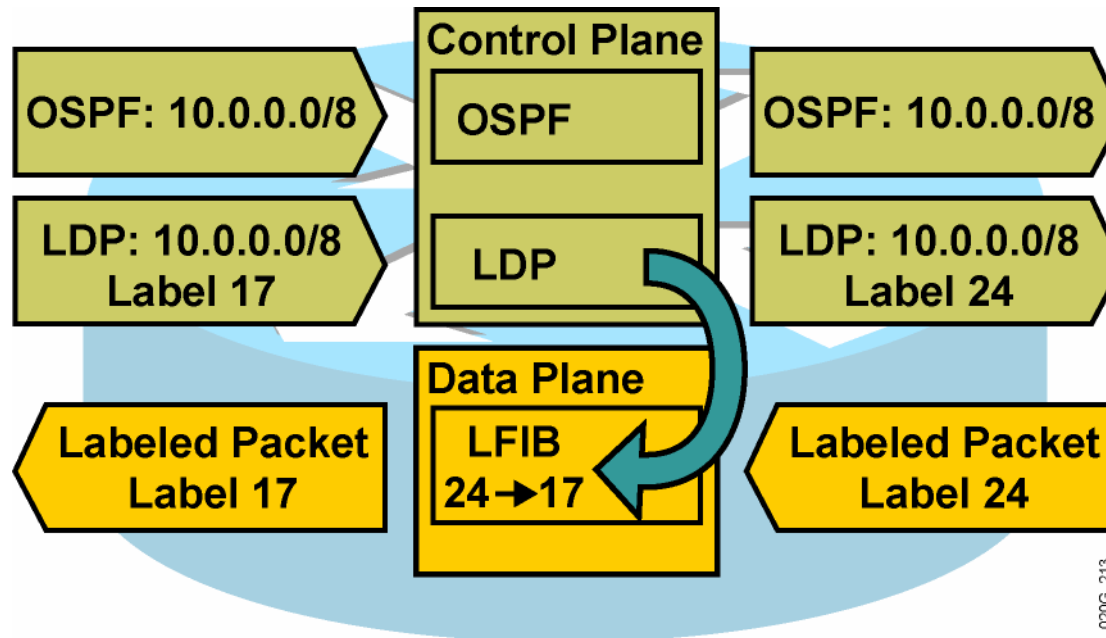 Control Plane
OSPF: 10.0.0.0/8
OSPF
OSPF: 10.0.0.0/8
LDP: 10.0.0.0/8
Label 17
LDP
LDP: 10.0.0.0/8
Label 24
Data Plane
Labeled Packet
Label 17
LFIB
24→17
Labeled Packet
Label 24
020G_213